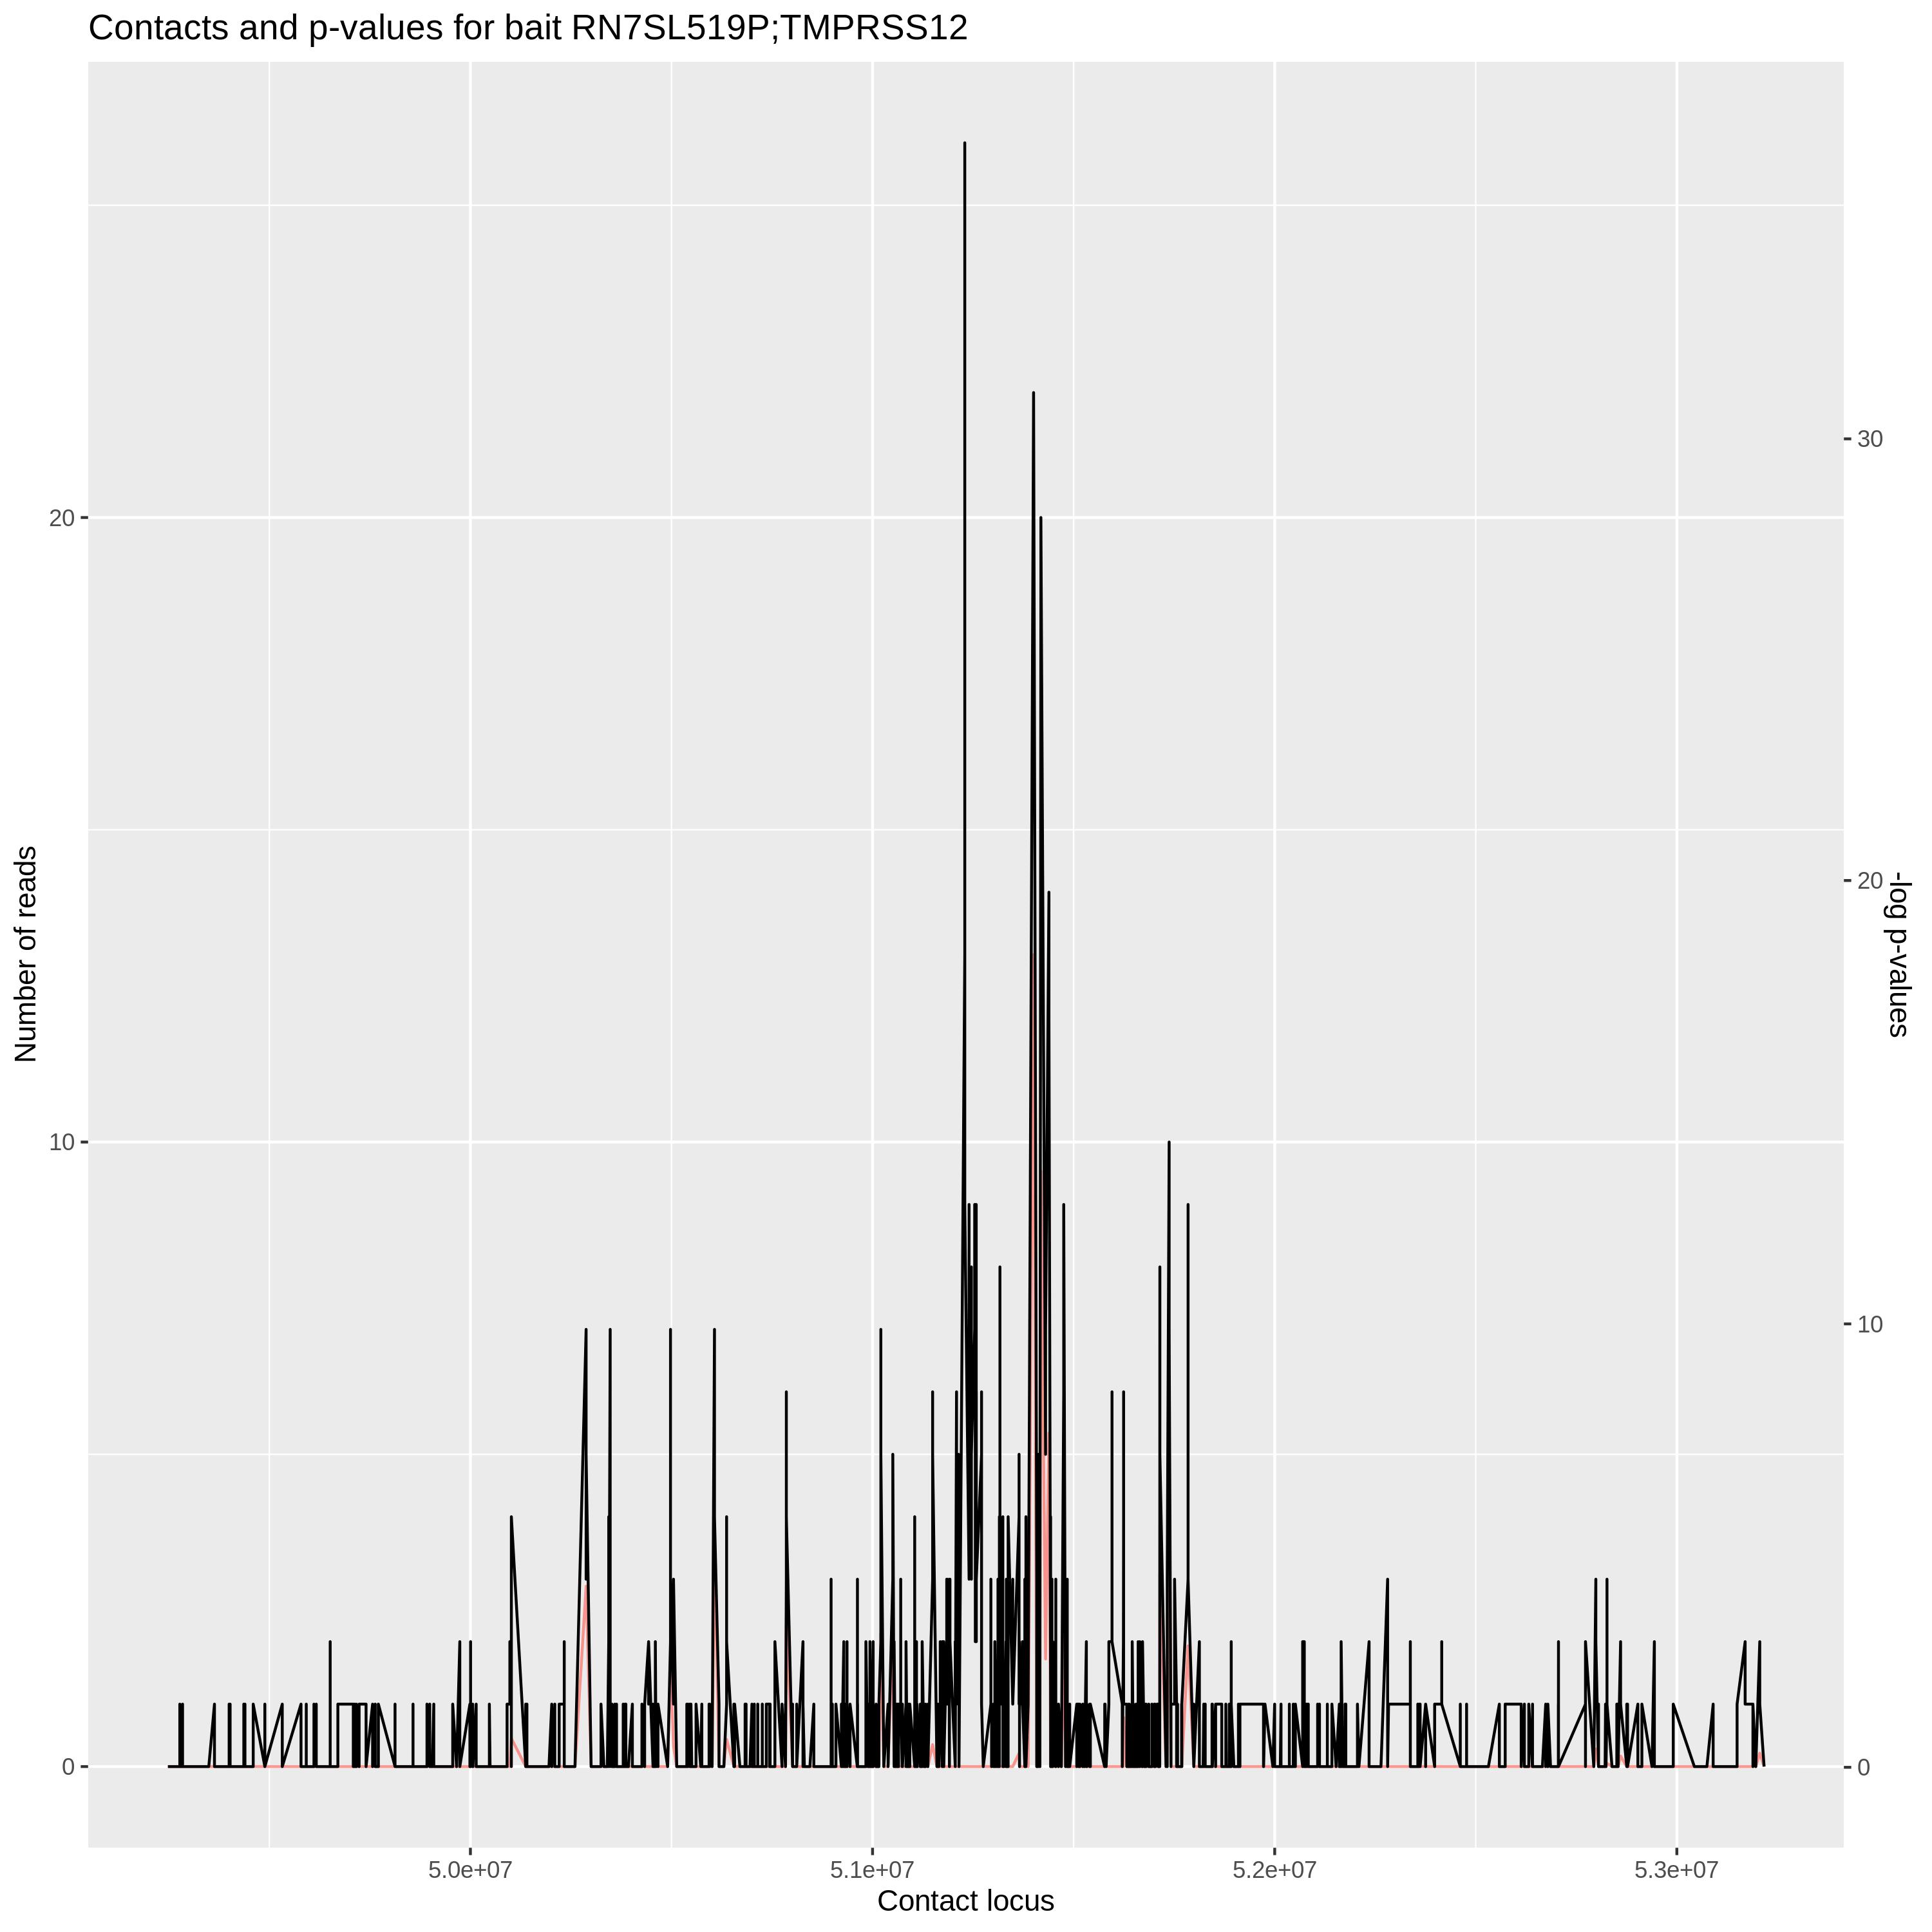 Contacts and p-values for bait RN7SL519P;TMPRSS12
Number of reads
20
10
0
30
20
10
0
-log p-values
5.0e+07
5.1e+07
5.2e+07
5.3e+07
Contact locus